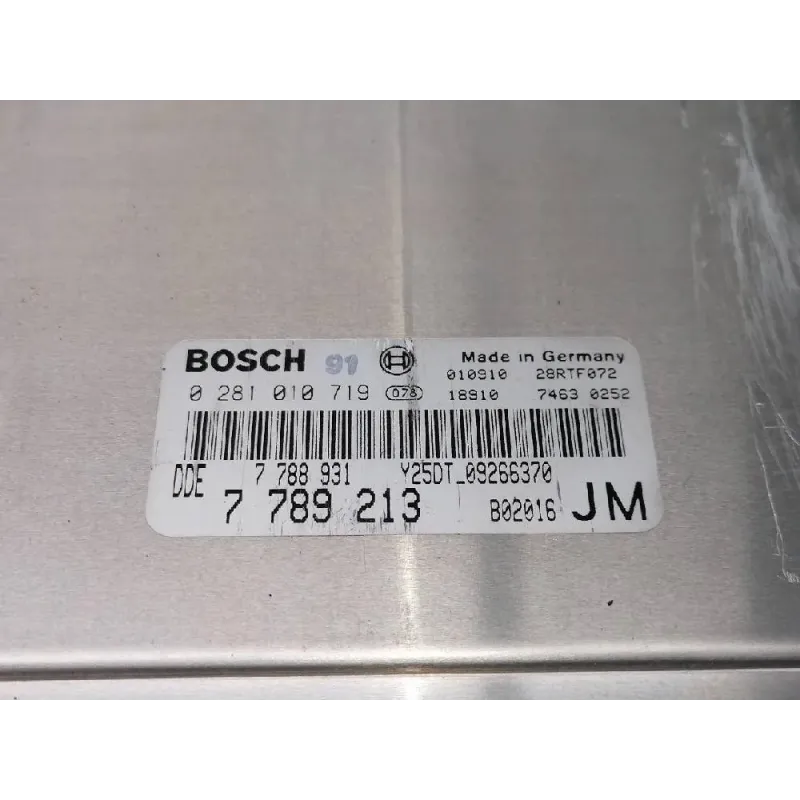 BOSCH 91 Made in Germany
010910 28RTF072
0 281 010 719 078 18910 7463 0252
DDE 7 788 931 Y25DT_09266370
7 789 213 B02016 JM